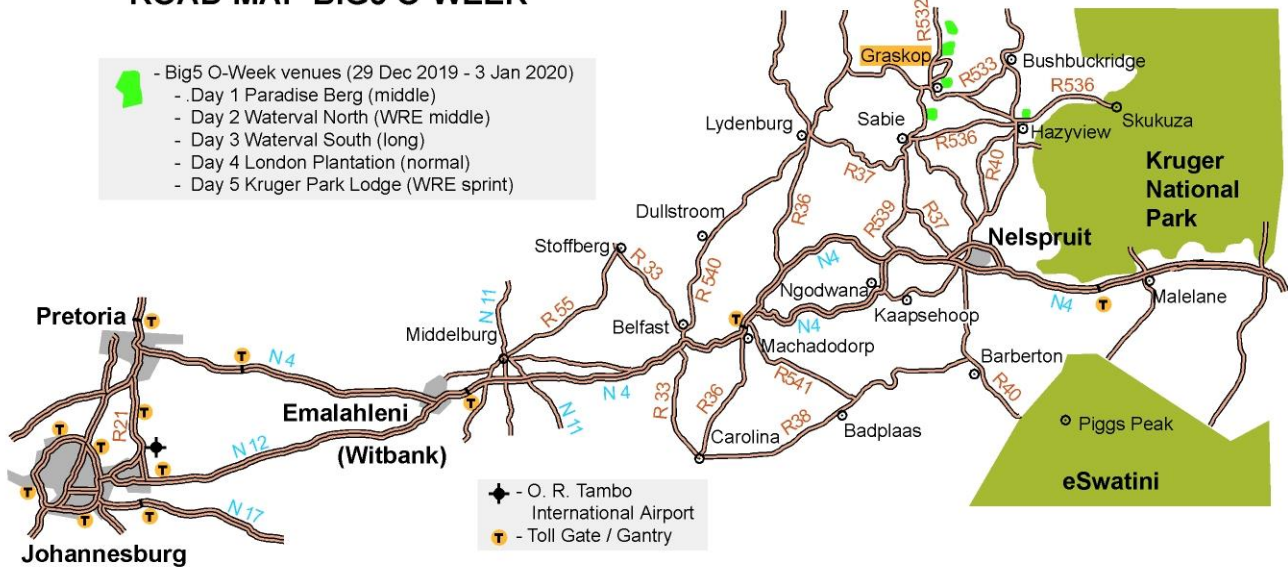 ROAD MAP BIG5 O-WEEK
- Big5 O-Week venues (29 Dec 2019 - 3 Jan 2020)
- .Day 1 Paradise Berg (middle)
- Day 2 Waterval North (WRE middle)
- Day 3 Waterval South (long)
- Day 4 London Plantation (normal)
- Day 5 Kruger Park Lodge (WRE sprint)
R532
Graskop
R533
Bushbuckridge
R536
Skukuza
Lydenburg
Sabie
R536
Hazyview
R37
R40
Kruger
National
Park
Dullstroom
R36
R539
R37
Nelspruit
Stoffberg
R 33
R 540
N4
Ngodwana
Kaapsehoop
N4
T
Malelane
Pretoria
T
N 11
R 55
Belfast
T
N4
Middelburg
Machadodorp
T
N 4
Barberton
Emalahleni
(Witbank)
T
N 4
N11
R 33
R36
R541
R40
R21
T
T
T
N 12
Carolina
R38
Badplaas
Piggs Peak
T
T
T
T
N 17
eSwatini
- O. R. Tambo
International Airport
T - Toll Gate / Gantry
Johannesburg